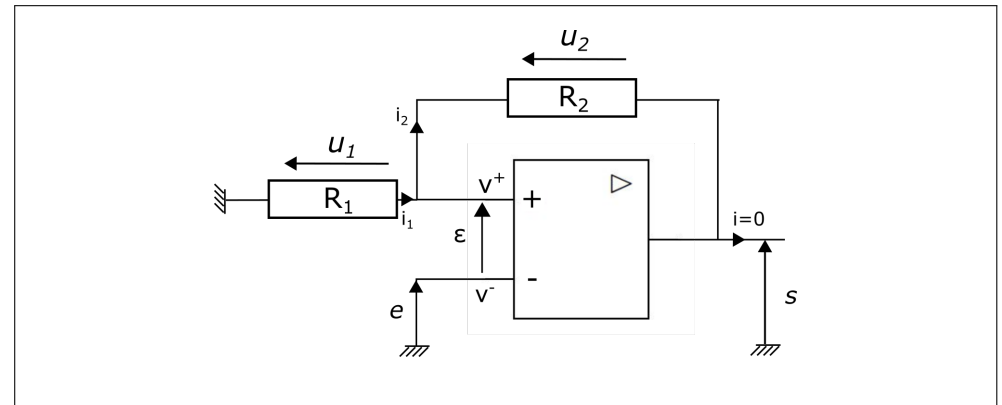 u₂
R₂
i₂
u₁
R₁
i₁
v⁺
+
ε
v⁻
-
▷
i=0
e
s